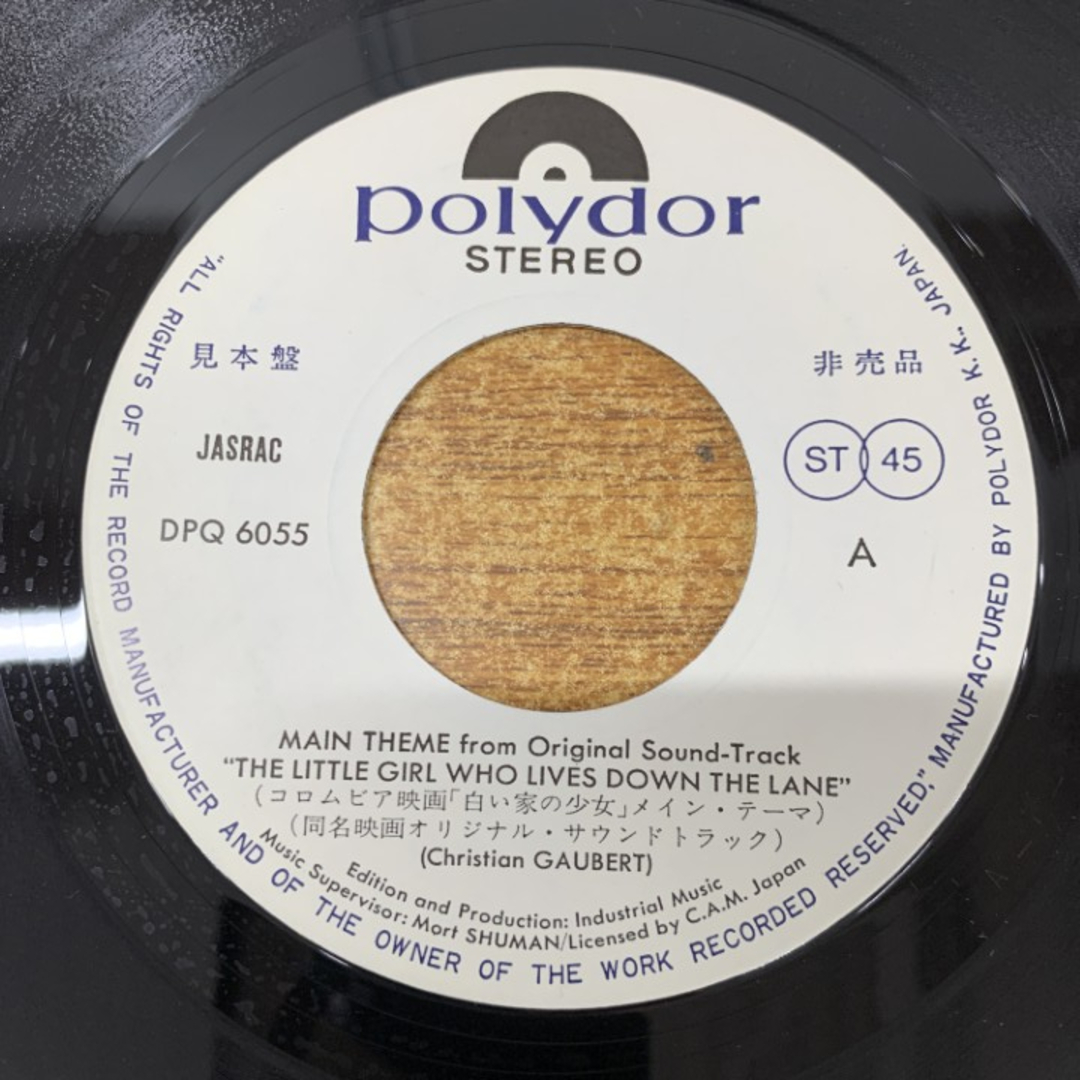 polydor
STEREO
見本盤
非売品
JASRAC
ST 45
DPQ 6055
A
MAIN THEME from Original Sound-Track
"THE LITTLE GIRL WHO LIVES DOWN THE LANE"
(コロムビア映画「白い家の少女」メイン・テーマ)
(同名映画オリジナル・サウンドトラック)
(Christian GAUBERT)
Edition and Production: Industrial Music
Music Supervisor: Mort SHUMAN/Licensed by C.A.M. Japan
"ALL RIGHTS OF THE RECORD MANUFACTURER AND OF THE OWNER OF THE WORK RECORDED RESERVED," MANUFACTURED BY POLYDOR K.K., JAPAN.